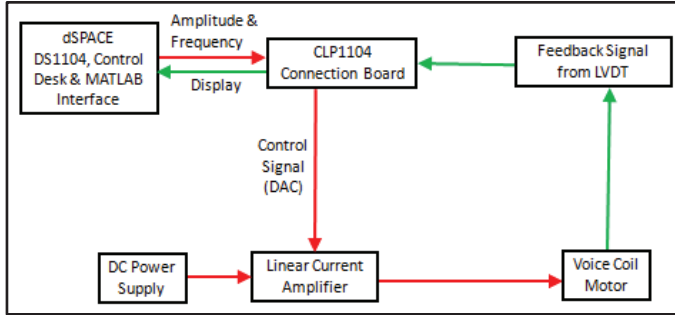 dSPACE
DS1104, Control
Desk & MATLAB
Interface
Amplitude &
Frequency
Display
CLP1104
Connection Board
Feedback Signal
from LVDT
Control
Signal
(DAC)
DC Power
Supply
Linear Current
Amplifier
Voice Coil
Motor